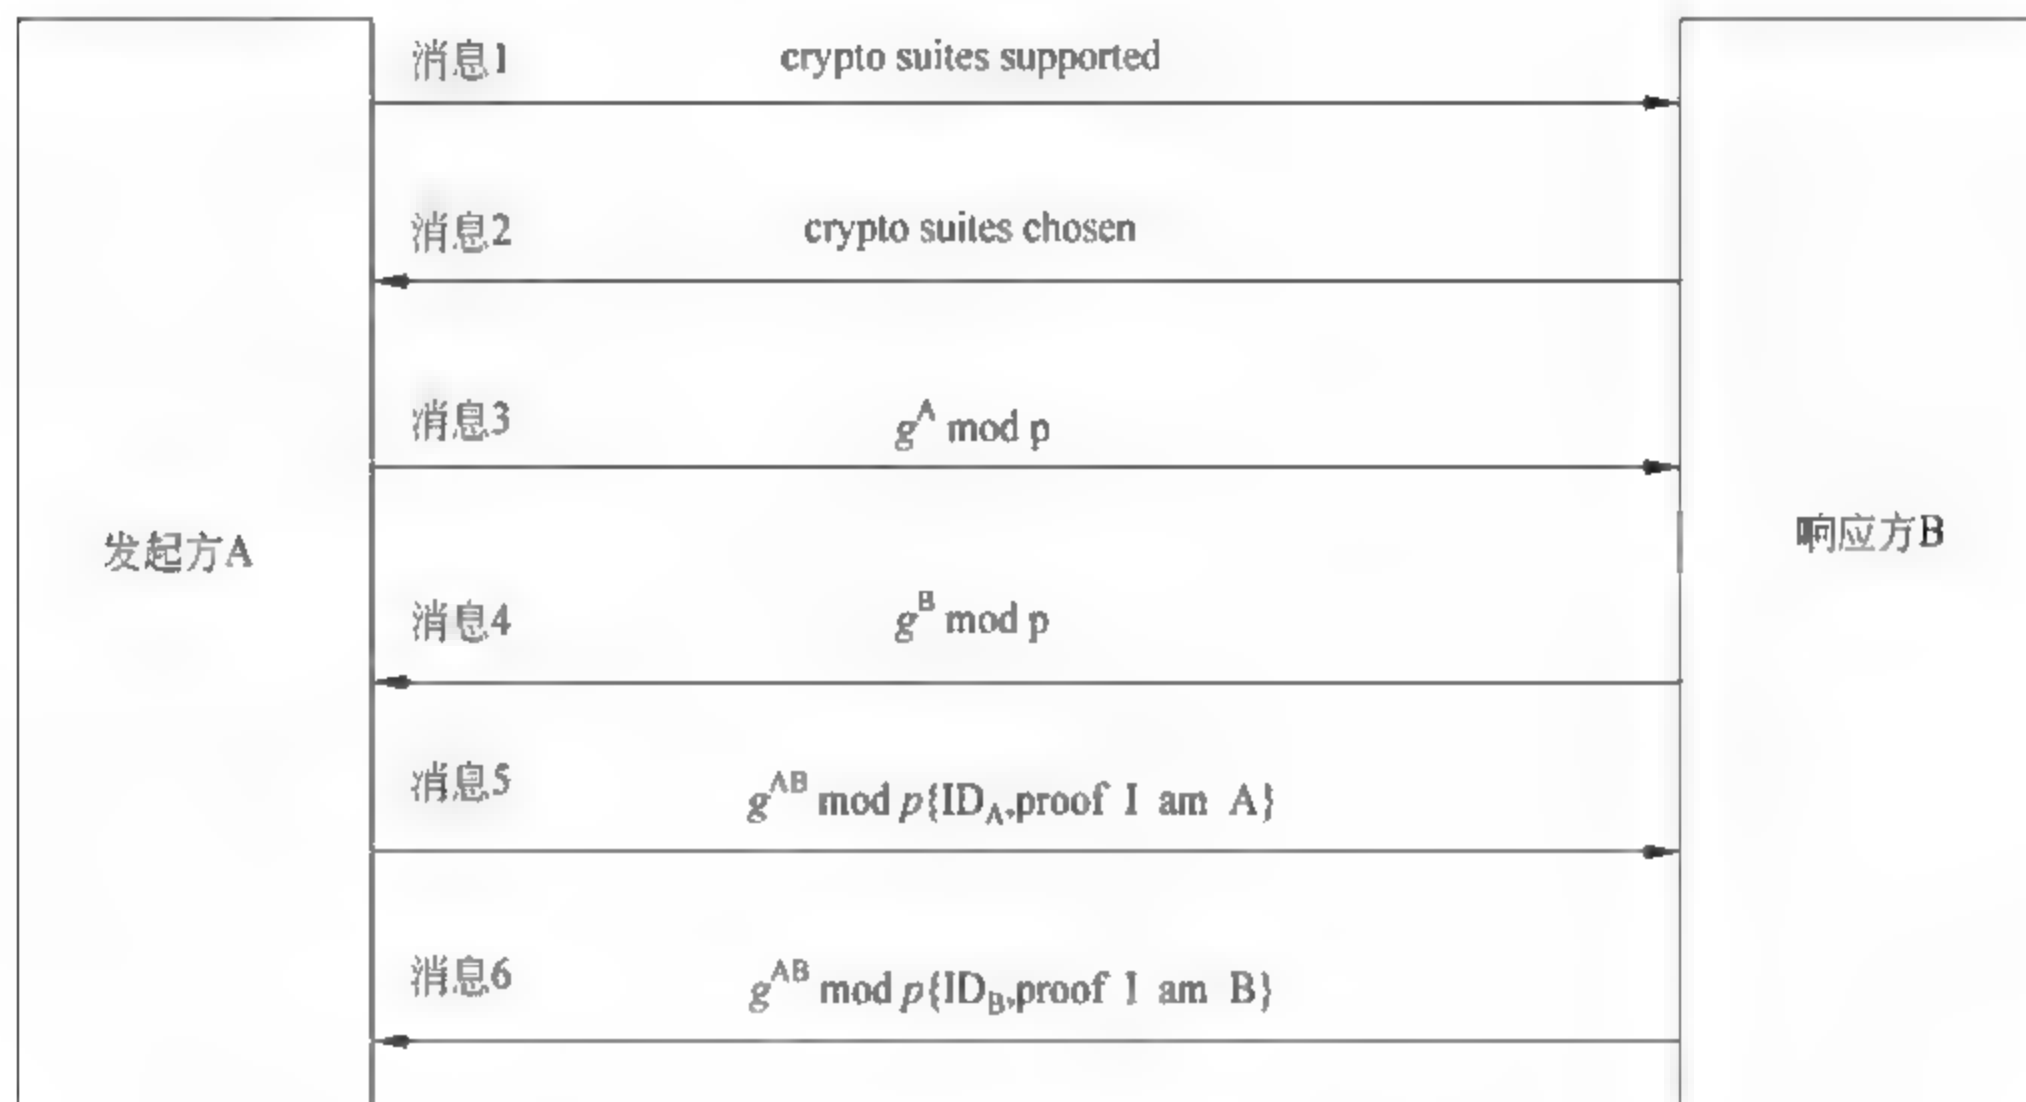 消息1 crypto suites supported
消息2 crypto suites chosen
消息3 g^A mod p
发起方A
响应方B
消息4 g^B mod p
消息5 g^AB mod p{ID_A,proof I am A}
消息6 g^AB mod p{ID_B,proof I am B}